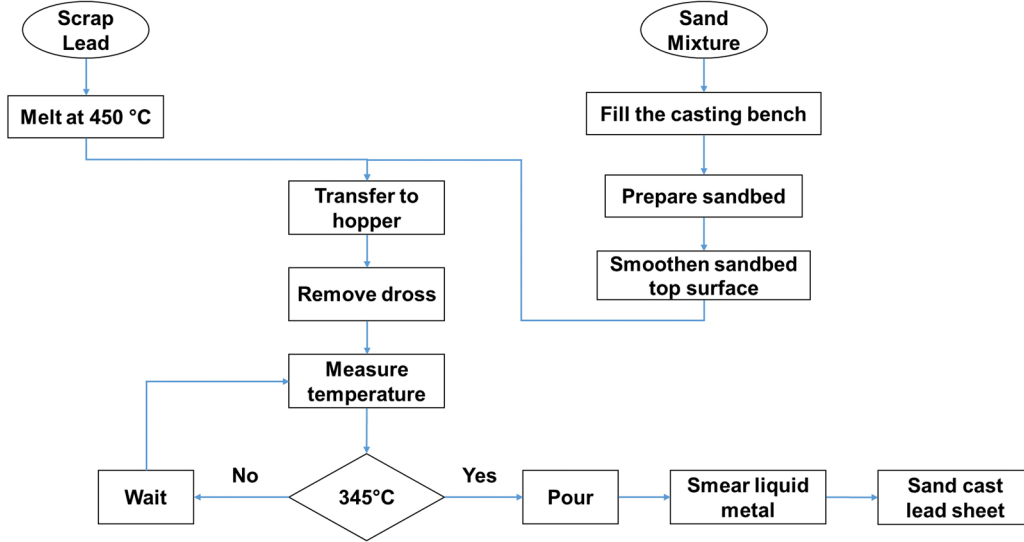 Scrap
Lead
Melt at 450 °C
Sand
Mixture
Fill the casting bench
Prepare sandbed
Smoothen sandbed
top surface
Transfer to
hopper
Remove dross
Measure
temperature
345°C
No
Wait
Yes
Pour
Smear liquid
metal
Sand cast
lead sheet